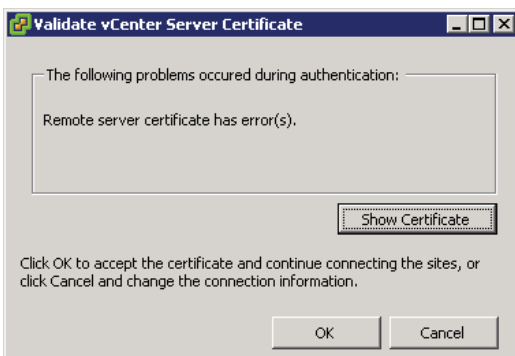 Validate vCenter Server Certificate
The following problems occured during authentication:
Remote server certificate has error(s).
Show Certificate
Click OK to accept the certificate and continue connecting the sites, or
click Cancel and change the connection information.
OK
Cancel